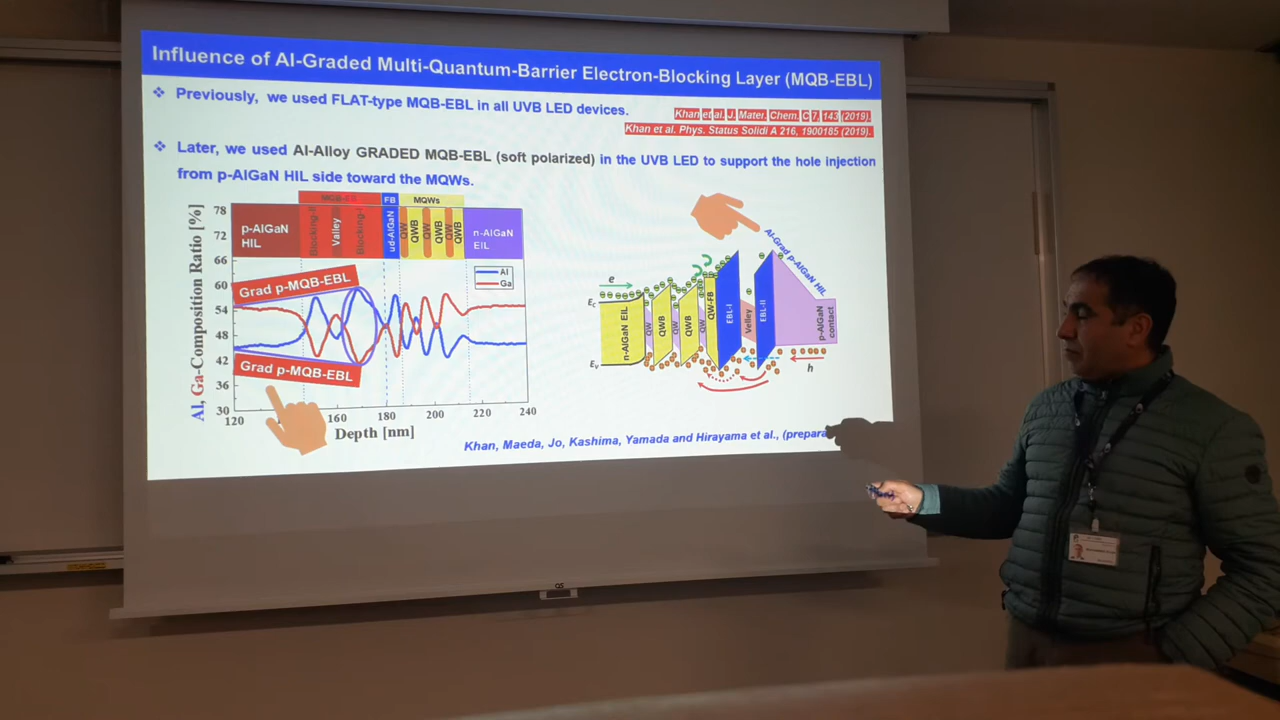 Influence of Al-Graded Multi-Quantum-Barrier Electron-Blocking Layer (MQB-EBL)
❖ Previously, we used FLAT-type MQB-EBL in all UVB LED devices.
Khan et al. J. Mater. Chem. C 7, 143 (2019).
Khan et al. Phys. Status Solidi A 216, 1900185 (2019).
❖ Later, we used Al-Alloy GRADED MQB-EBL (soft polarized) in the UVB LED to support the hole injection
from p-AlGaN HIL side toward the MQWs.
FB
MQWs
p-AlGaN
HIL
Blocking-II
Valley
Blocking-I
ud-AlGaN
QW
QWB
QW
QWB
QW
QWB
n-AlGaN
EIL
Al, Ga-Composition Ratio [%]
78
72
66
60
54
48
42
36
30
Al
Ga
Grad p-MQB-EBL
Grad p-MQB-EBL
120
160
180
200
220
240
Depth [nm]
Al-Grad p-AlGaN HIL
e
EC
EV
n-AlGaN EIL
QW
QWB
QW
QWB
QW
QW-FB
EBL-I
Velley
EBL-II
p-AlGaN
contact
h
Khan, Maeda, Jo, Kashima, Yamada and Hirayama et al., (prepara
OS